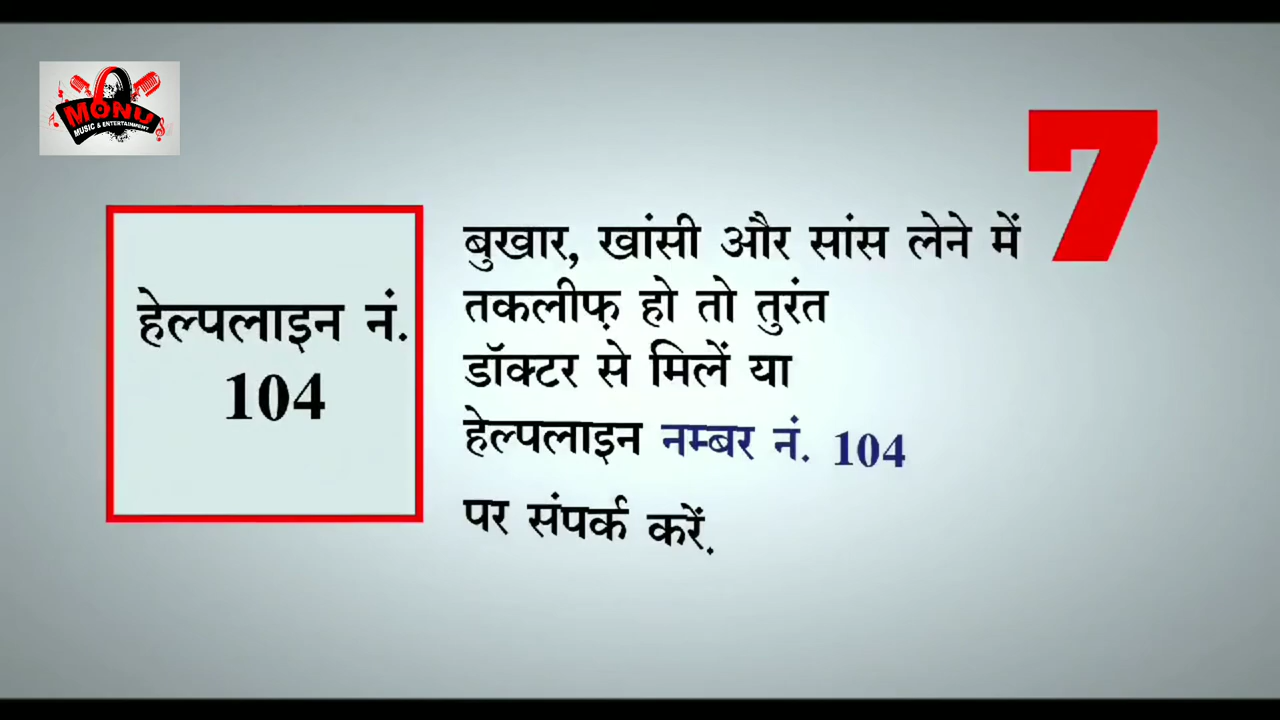 MONU
MUSIC & ENTERTAINMENT
7
हेल्पलाइन नं.
104
बुखार, खांसी और सांस लेने में
तकलीफ़ हो तो तुरंत
डॉक्टर से मिलें या
हेल्पलाइन नम्बर नं. 104
पर संपर्क करें.